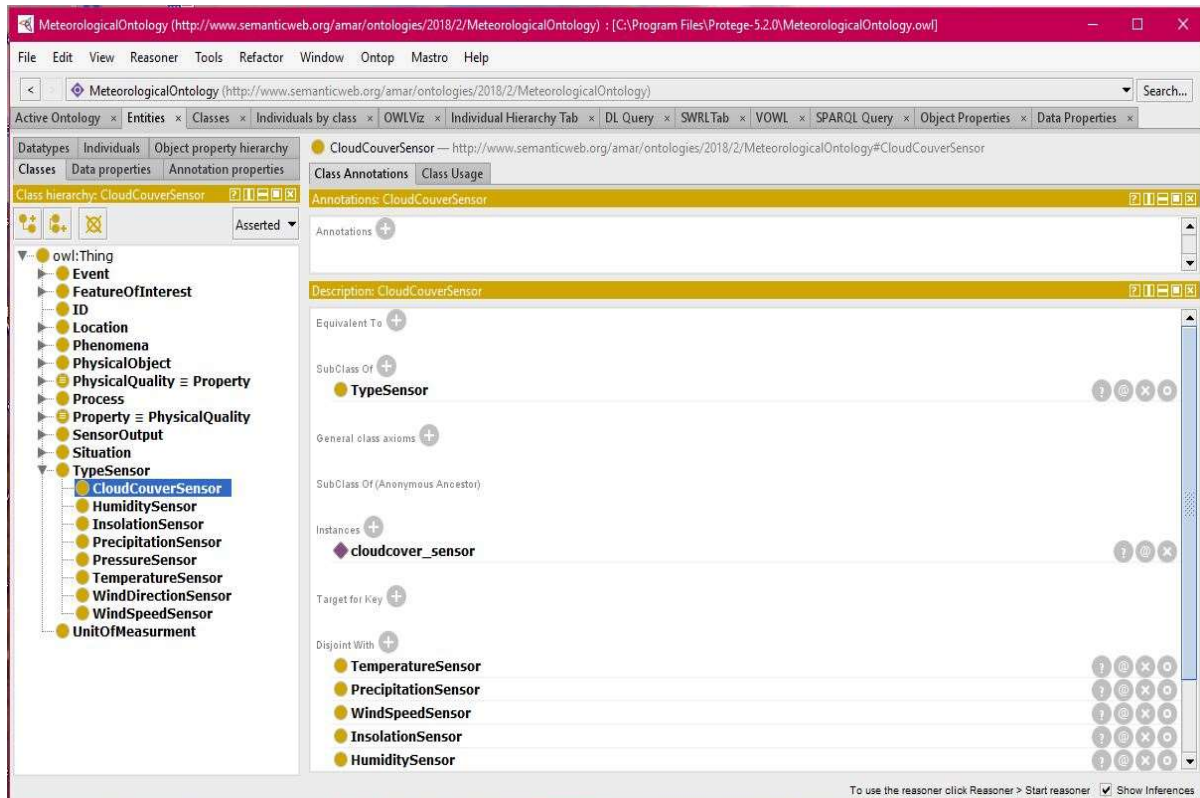 MeteorologicalOntology (http://www.semanticweb.org/amar/ontologies/2018/2/MeteorologicalOntology) : [C:\Program Files\Protege-5.2.0\MeteorologicalOntology.owl]
File Edit View Reasoner Tools Refactor Window Ontop Mastro Help
< > MeteorologicalOntology (http://www.semanticweb.org/amar/ontologies/2018/2/MeteorologicalOntology) Search...
Active Ontology × Entities × Classes × Individuals by class × OWLViz × Individual Hierarchy Tab × DL Query × SWRLTab × VOWL × SPARQL Query × Object Properties × Data Properties ×
Datatypes Individuals Object property hierarchy
Classes Data properties Annotation properties
Class hierarchy: CloudCouverSensor
Asserted
owl:Thing
Event
FeatureOfInterest
ID
Location
Phenomena
PhysicalObject
PhysicalQuality ≡ Property
Process
Property ≡ PhysicalQuality
SensorOutput
Situation
TypeSensor
CloudCouverSensor
HumiditySensor
InsolationSensor
PrecipitationSensor
PressureSensor
TemperatureSensor
WindDirectionSensor
WindSpeedSensor
UnitOfMeasurment
CloudCouverSensor — http://www.semanticweb.org/amar/ontologies/2018/2/MeteorologicalOntology#CloudCouverSensor
Class Annotations Class Usage
Annotations: CloudCouverSensor
Annotations
Description: CloudCouverSensor
Equivalent To
SubClass Of
TypeSensor
General class axioms
SubClass Of (Anonymous Ancestor)
Instances
cloudcover_sensor
Target for Key
Disjoint With
TemperatureSensor
PrecipitationSensor
WindSpeedSensor
InsolationSensor
HumiditySensor
To use the reasoner click Reasoner > Start reasoner Show Inferences